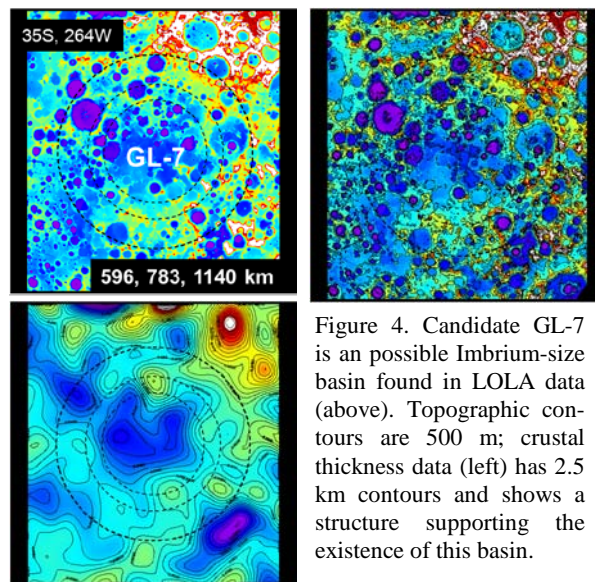 35S, 264W
GL-7
596, 783, 1140 km
Figure 4. Candidate GL-7
is an possible Imbrium-size
basin found in LOLA data
(above). Topographic con-
tours are 500 m; crustal
thickness data (left) has 2.5
km contours and shows a
structure supporting the
existence of this basin.